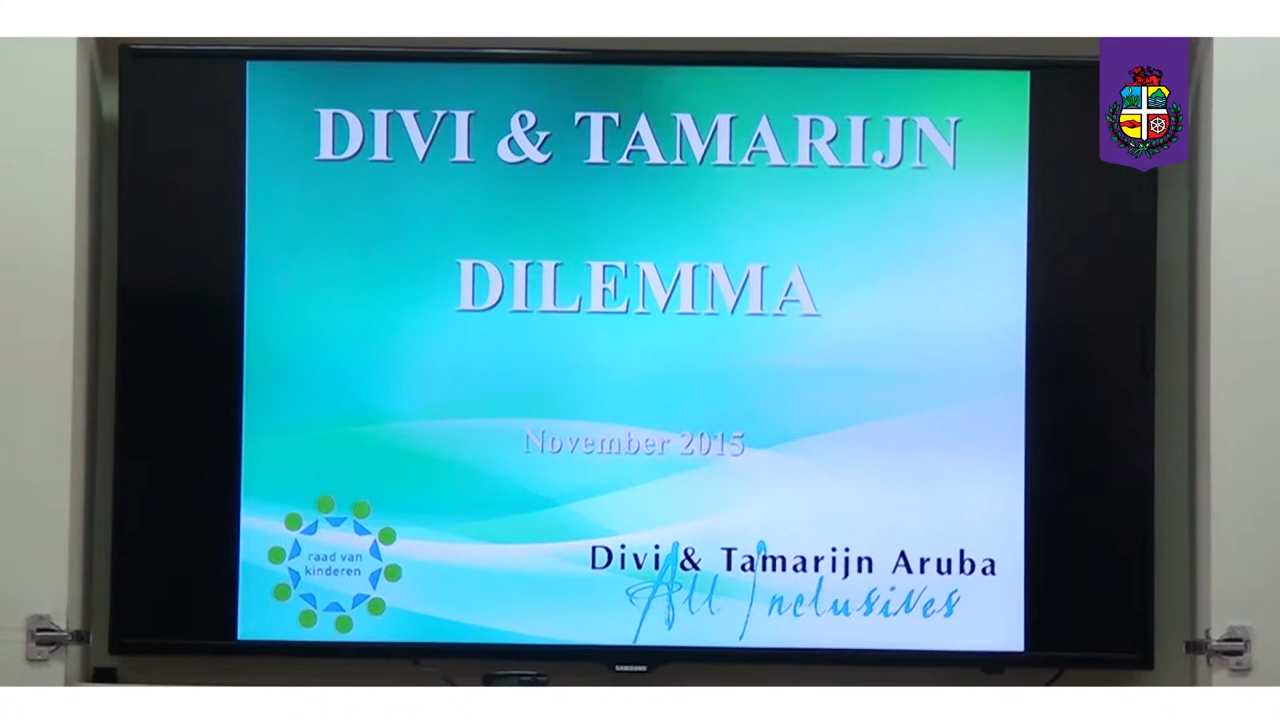 DIVI & TAMARIJN
DILEMMA
November 2015
raad van
kinderen
Divi & Tamarijn Aruba
All Inclusives
SAMSUNG